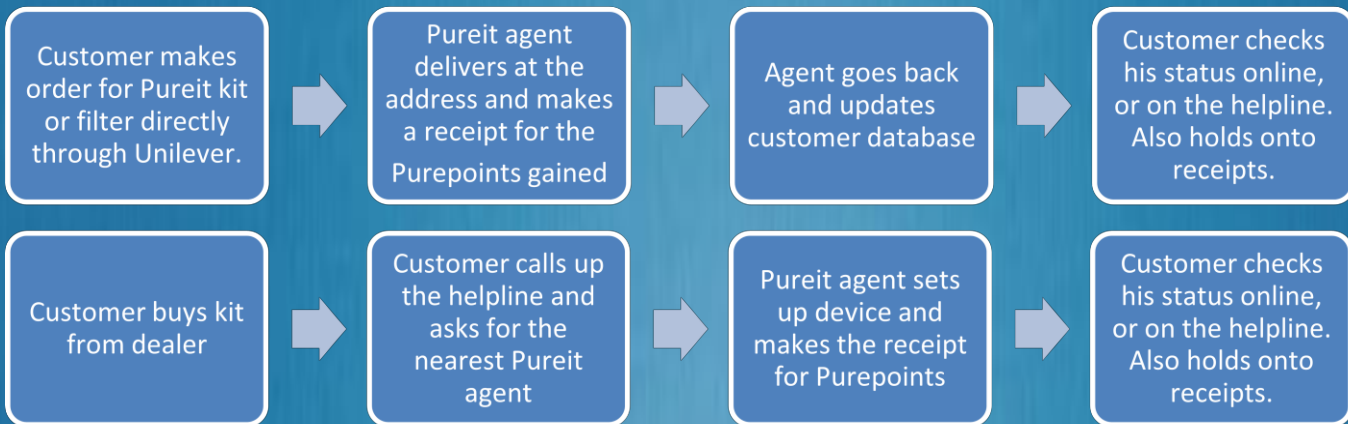 Customer makes
order for Pureit kit
or filter directly
through Unilever.
Pureit agent
delivers at the
address and makes
a receipt for the
Purepoints gained
Agent goes back
and updates
customer database
Customer checks
his status online,
or on the helpline.
Also holds onto
receipts.
Customer buys kit
from dealer
Customer calls up
the helpline and
asks for the
nearest Pureit
agent
Pureit agent sets
up device and
makes the receipt
for Purepoints
Customer checks
his status online,
or on the helpline.
Also holds onto
receipts.